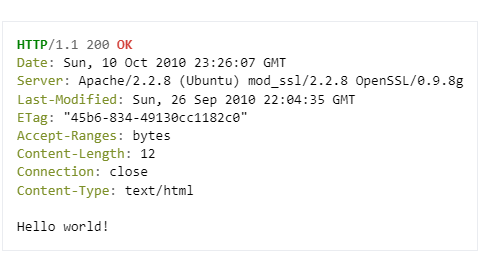 HTTP/1.1 200 OK
Date: Sun, 10 Oct 2010 23:26:07 GMT
Server: Apache/2.2.8 (Ubuntu) mod_ssl/2.2.8 OpenSSL/0.9.8g
Last-Modified: Sun, 26 Sep 2010 22:04:35 GMT
ETag: "45b6-834-49130cc1182c0"
Accept-Ranges: bytes
Content-Length: 12
Connection: close
Content-Type: text/html

Hello world!